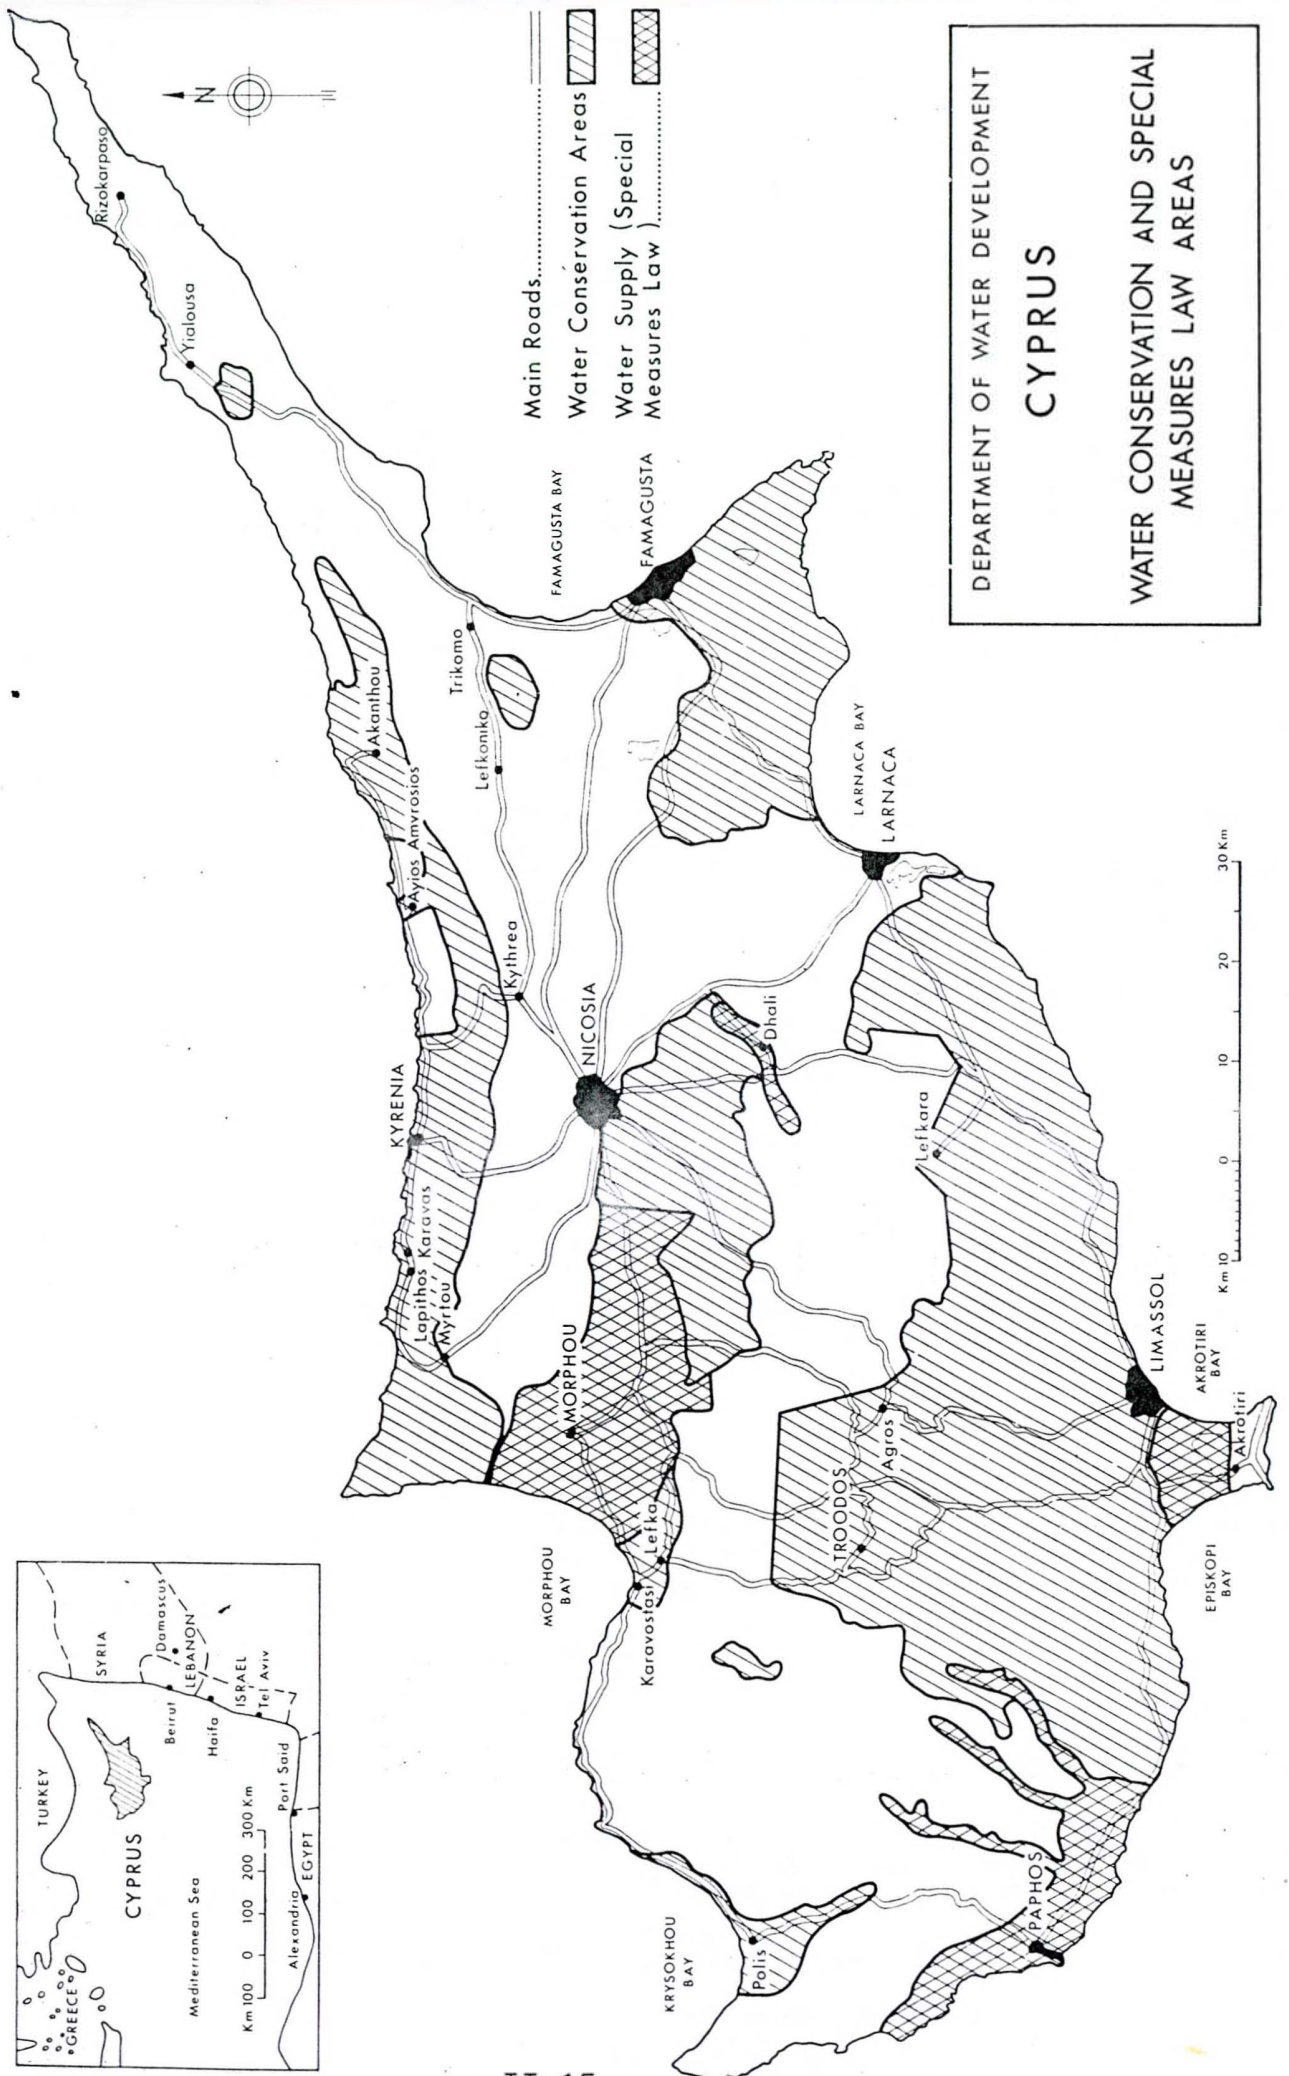 TURKEY
GREECE
CYPRUS
SYRIA
Damascus
LEBANON
Beirut
Haifa
ISRAEL
Tel Aviv
Port Said
EGYPT
Alexandria
Mediterranean Sea
Km 100 0 100 200 300 Km
N
Rizokarpaso
Yialousa
Main Roads
Water Conservation Areas
Water Supply (Special
Measures Law)
FAMAGUSTA BAY
FAMAGUSTA
Trikomo
Lefkoniko
Akanthou
Ayios Amvrosios
Kythrea
KYRENIA
Karavas
Lapithos
Myrtou
NICOSIA
Dhali
LARNACA BAY
LARNACA
Lefkara
MORPHOU
MORPHOU
BAY
Lefka
Karavostasi
TROODOS
Agros
LIMASSOL
AKROTIRI
BAY
Akrotiri
EPISKOPI
BAY
KRYSOKHOU
BAY
Polis
PAPHOS
Km 10 0 10 20 30 Km
DEPARTMENT OF WATER DEVELOPMENT
CYPRUS
WATER CONSERVATION AND SPECIAL
MEASURES LAW AREAS